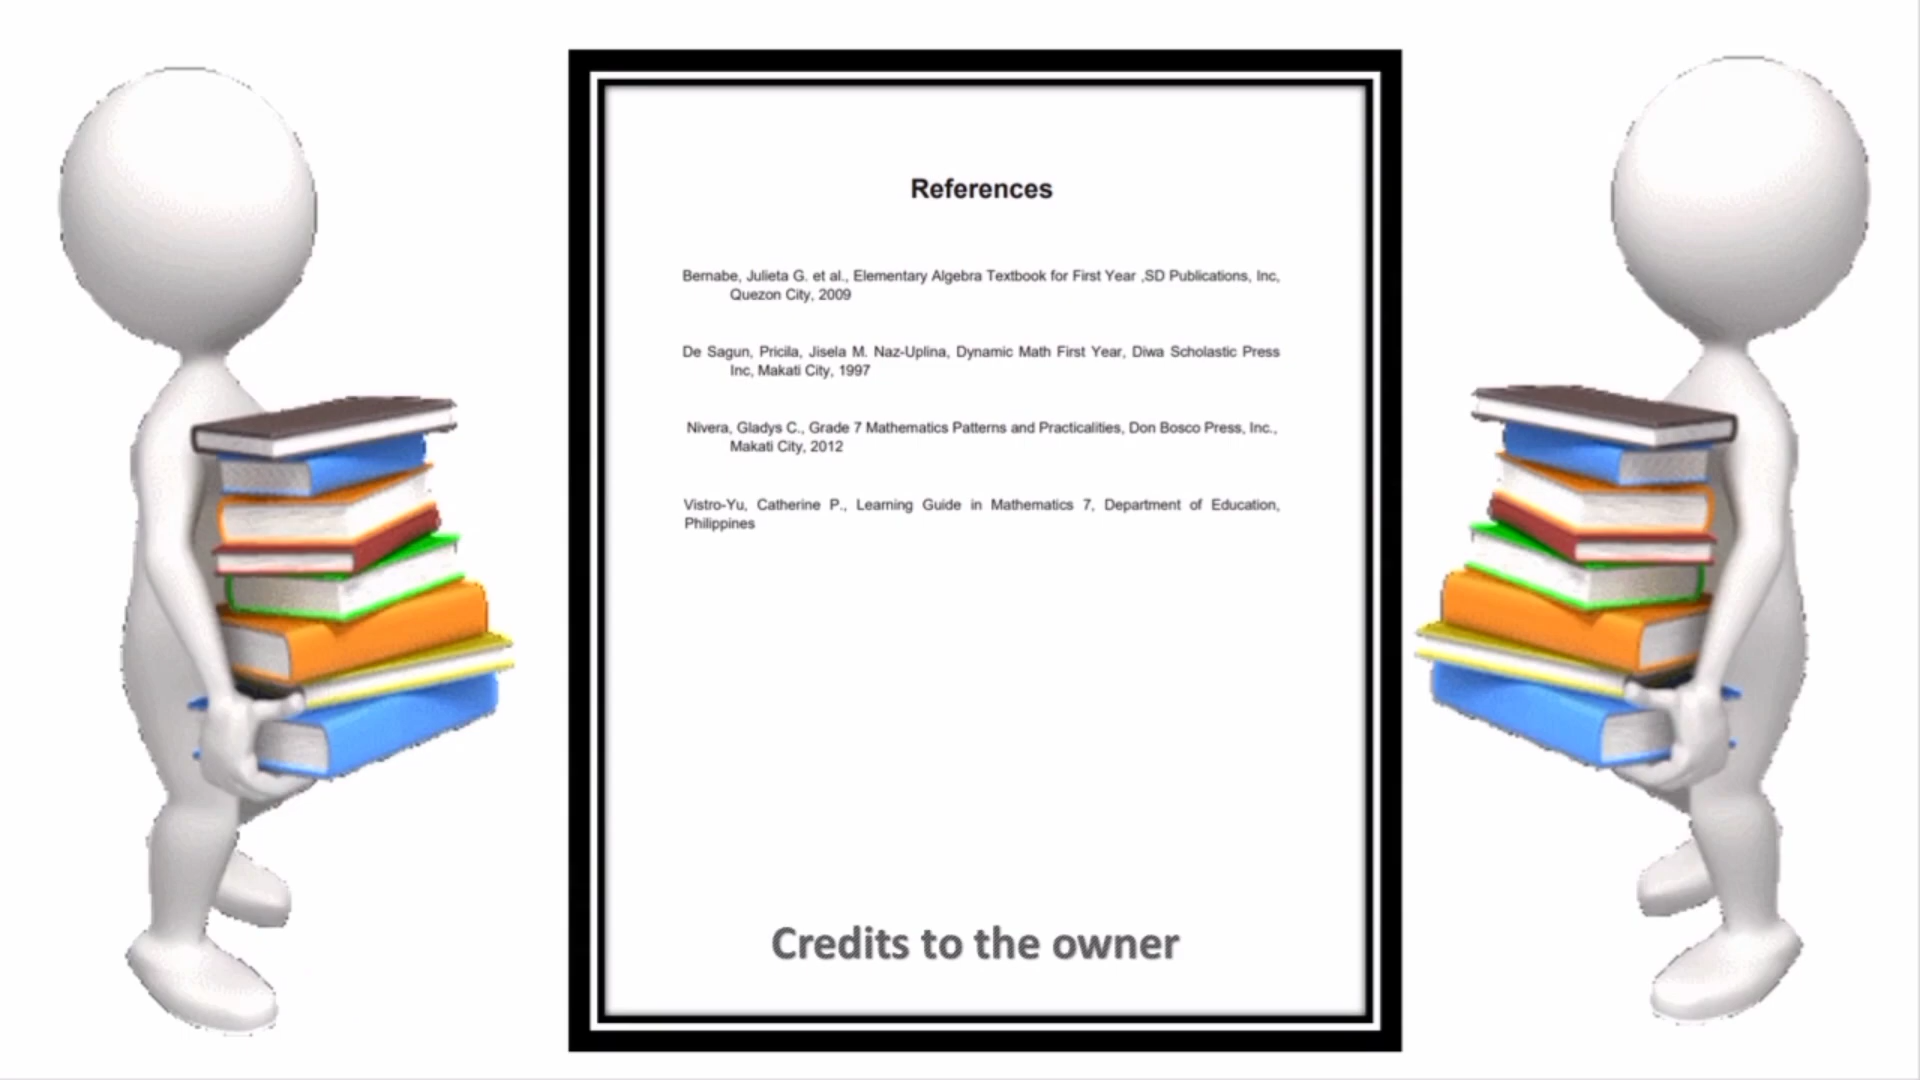 References
Bernabe, Julieta G. et al., Elementary Algebra Textbook for First Year ,SD Publications, Inc,
Quezon City, 2009
De Sagun, Pricila, Jisela M. Naz-Uplina, Dynamic Math First Year, Diwa Scholastic Press
Inc, Makati City, 1997
Nivera, Gladys C., Grade 7 Mathematics Patterns and Practicalities, Don Bosco Press, Inc.,
Makati City, 2012
Vistro-Yu, Catherine P., Learning Guide in Mathematics 7, Department of Education,
Philippines
Credits to the owner